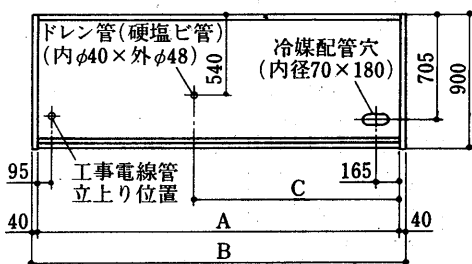 ドレン管(硬塩ビ管)
(内φ40×外φ48)
540
冷媒配管穴
(内径70×180)
705
900
95
工事電線管
立上り位置
165
C
40
A
40
B